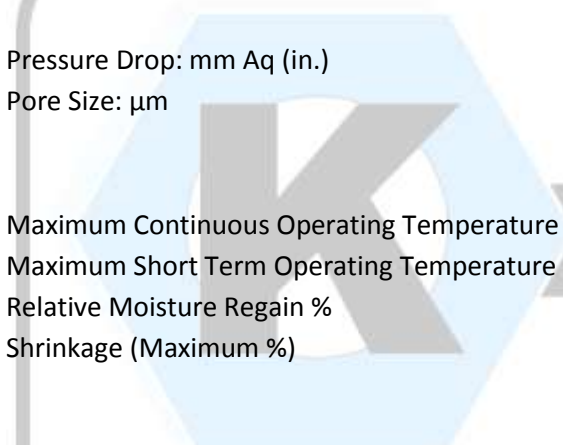 Pressure Drop: mm Aq (in.)
Pore Size: µm
Maximum Continuous Operating Temperature
Maximum Short Term Operating Temperature
Relative Moisture Regain %
Shrinkage (Maximum %)
K